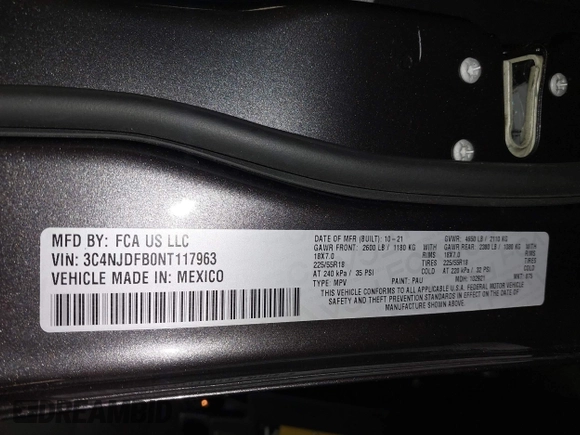 MFD BY: FCA US LLC
VIN: 3C4NJDFB0NT117963
VEHICLE MADE IN: MEXICO
DATE OF MFR (BUILT): 10-21
GAWR FRONT: 2600 LB / 1180 KG
18X7.0 RIMS
225/55R18 TIRES
AT 240 kPa / 35 PSI COLD
TYPE: MPV PAINT: PAU
GVWR: 4650 LB / 2110 KG
GAWR REAR: 2380 LB / 1080 KG
18X7.0 RIMS
225/55R18 TIRES
AT 220 kPa / 32 PSI COLD
MDH: 102921
THIS VEHICLE CONFORMS TO ALL APPLICABLE U.S.A. FEDERAL MOTOR VEHICLE
SAFETY AND THEFT PREVENTION STANDARDS IN EFFECT ON THE DATE OF
MANUFACTURE SHOWN ABOVE.
DREAMBID